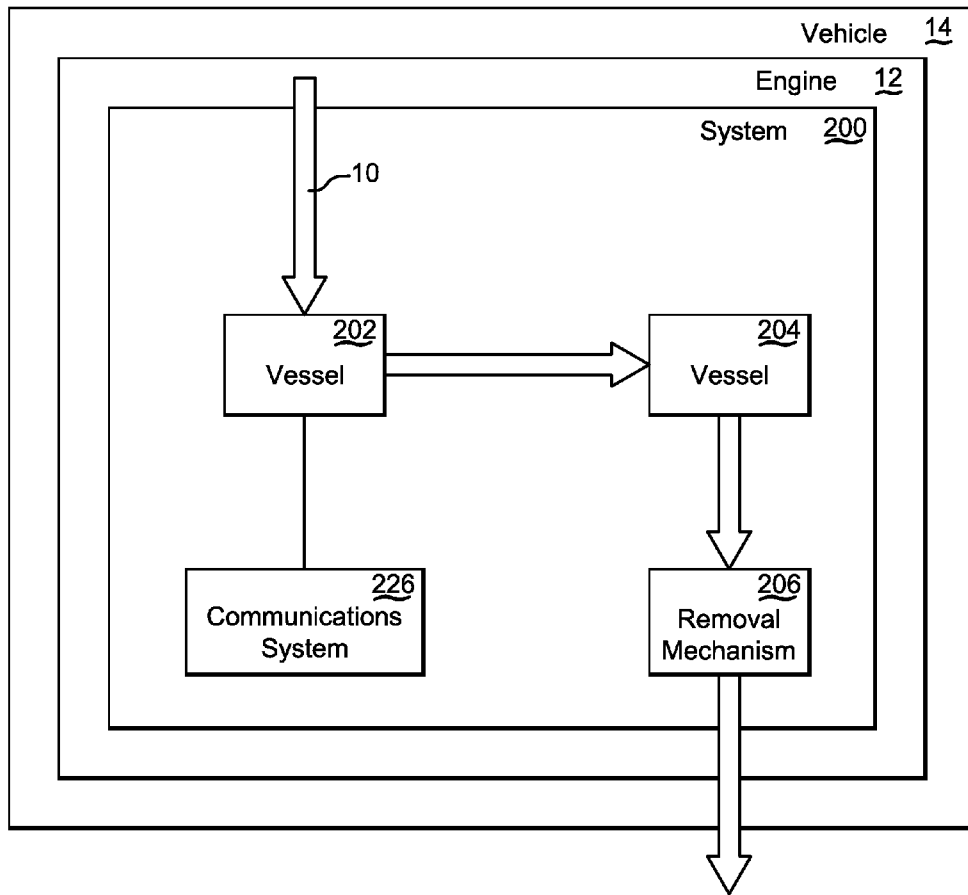 Vehicle 14
Engine 12
System 200
10
202
Vessel
204
Vessel
226
Communications
System
206
Removal
Mechanism